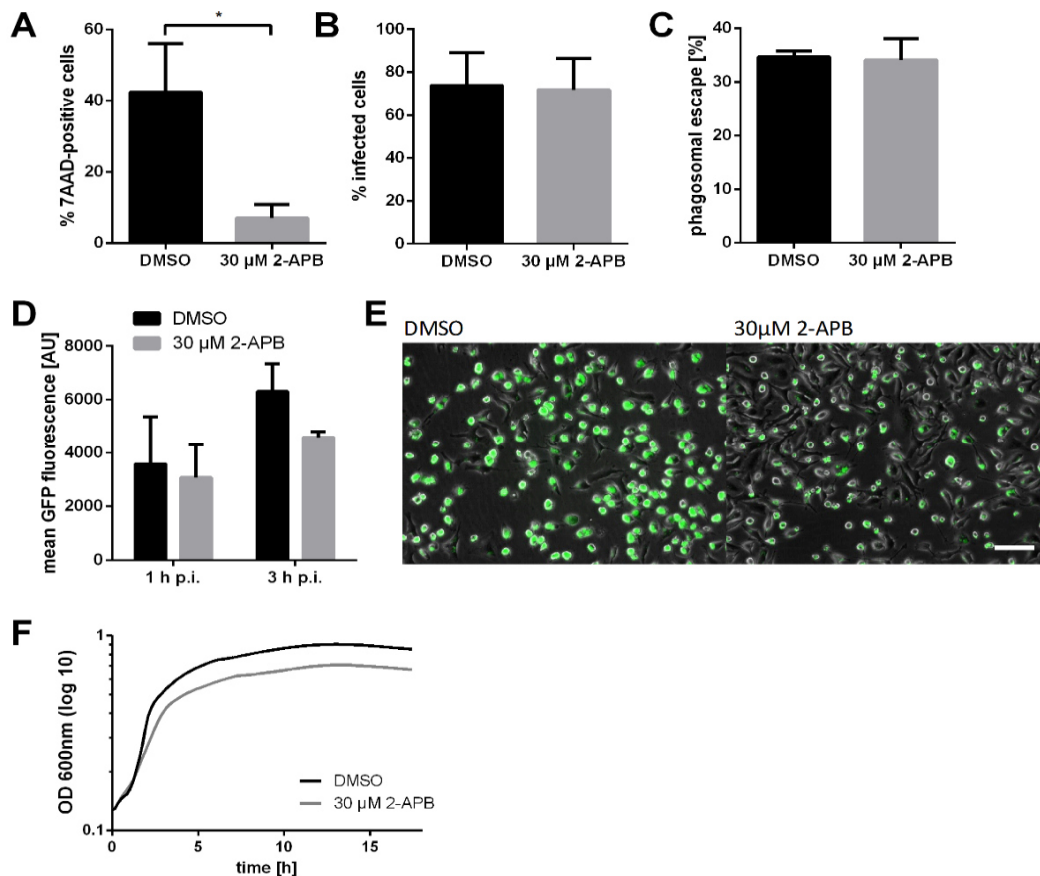 A
% 7AAD-positive cells
60
40
20
0
*
DMSO
30 µM 2-APB
B
% infected cells
100
80
60
40
20
0
DMSO
30 µM 2-APB
C
phagosomal escape [%]
40
30
20
10
0
DMSO
30 µM 2-APB
D
DMSO
30 µM 2-APB
mean GFP fluorescence [AU]
8000
6000
4000
2000
0
1 h p.i.
3 h p.i.
E
DMSO
30µM 2-APB
F
OD 600nm (log 10)
1
0.1
DMSO
30 µM 2-APB
0
5
10
15
time [h]